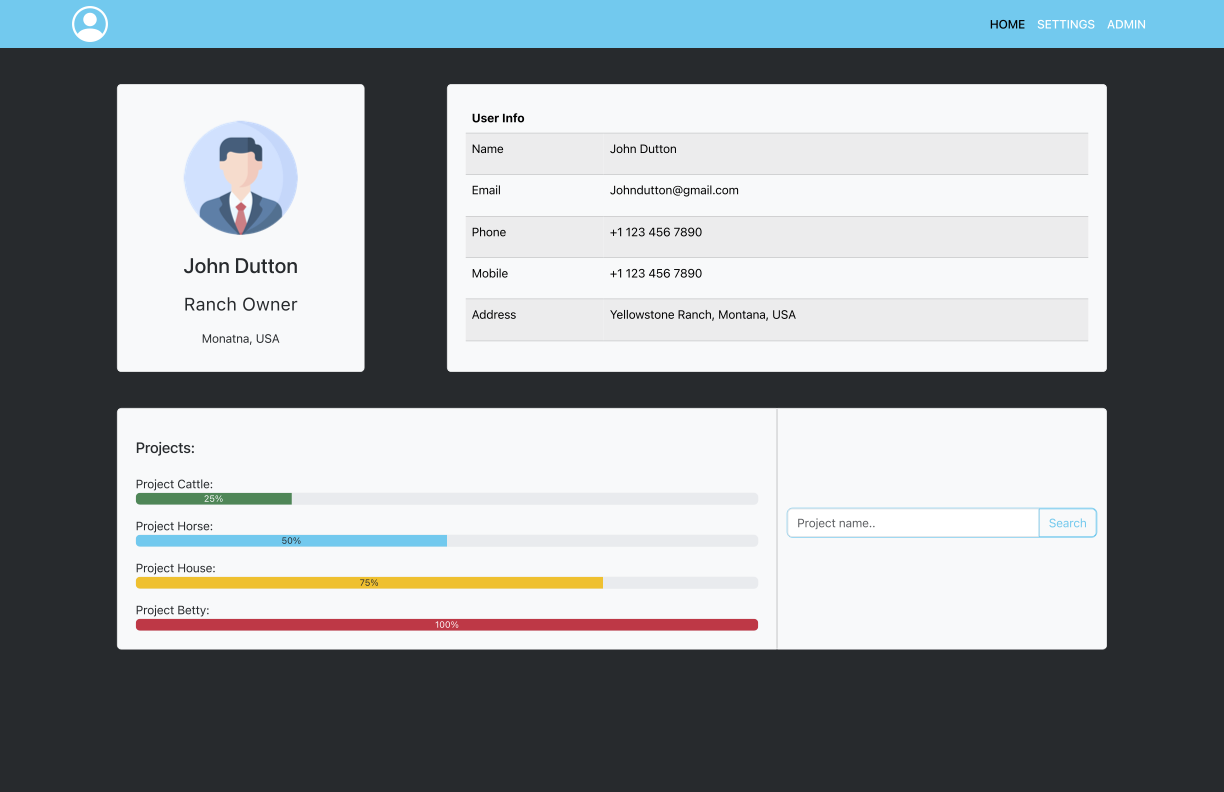 HOME SETTINGS ADMIN
John Dutton
Ranch Owner
Monatna, USA
User Info
Name John Dutton
Email Johndutton@gmail.com
Phone +1 123 456 7890
Mobile +1 123 456 7890
Address Yellowstone Ranch, Montana, USA
Projects:
Project Cattle:
25%
Project Horse:
50%
Project House:
75%
Project Betty:
100%
Project name.. Search